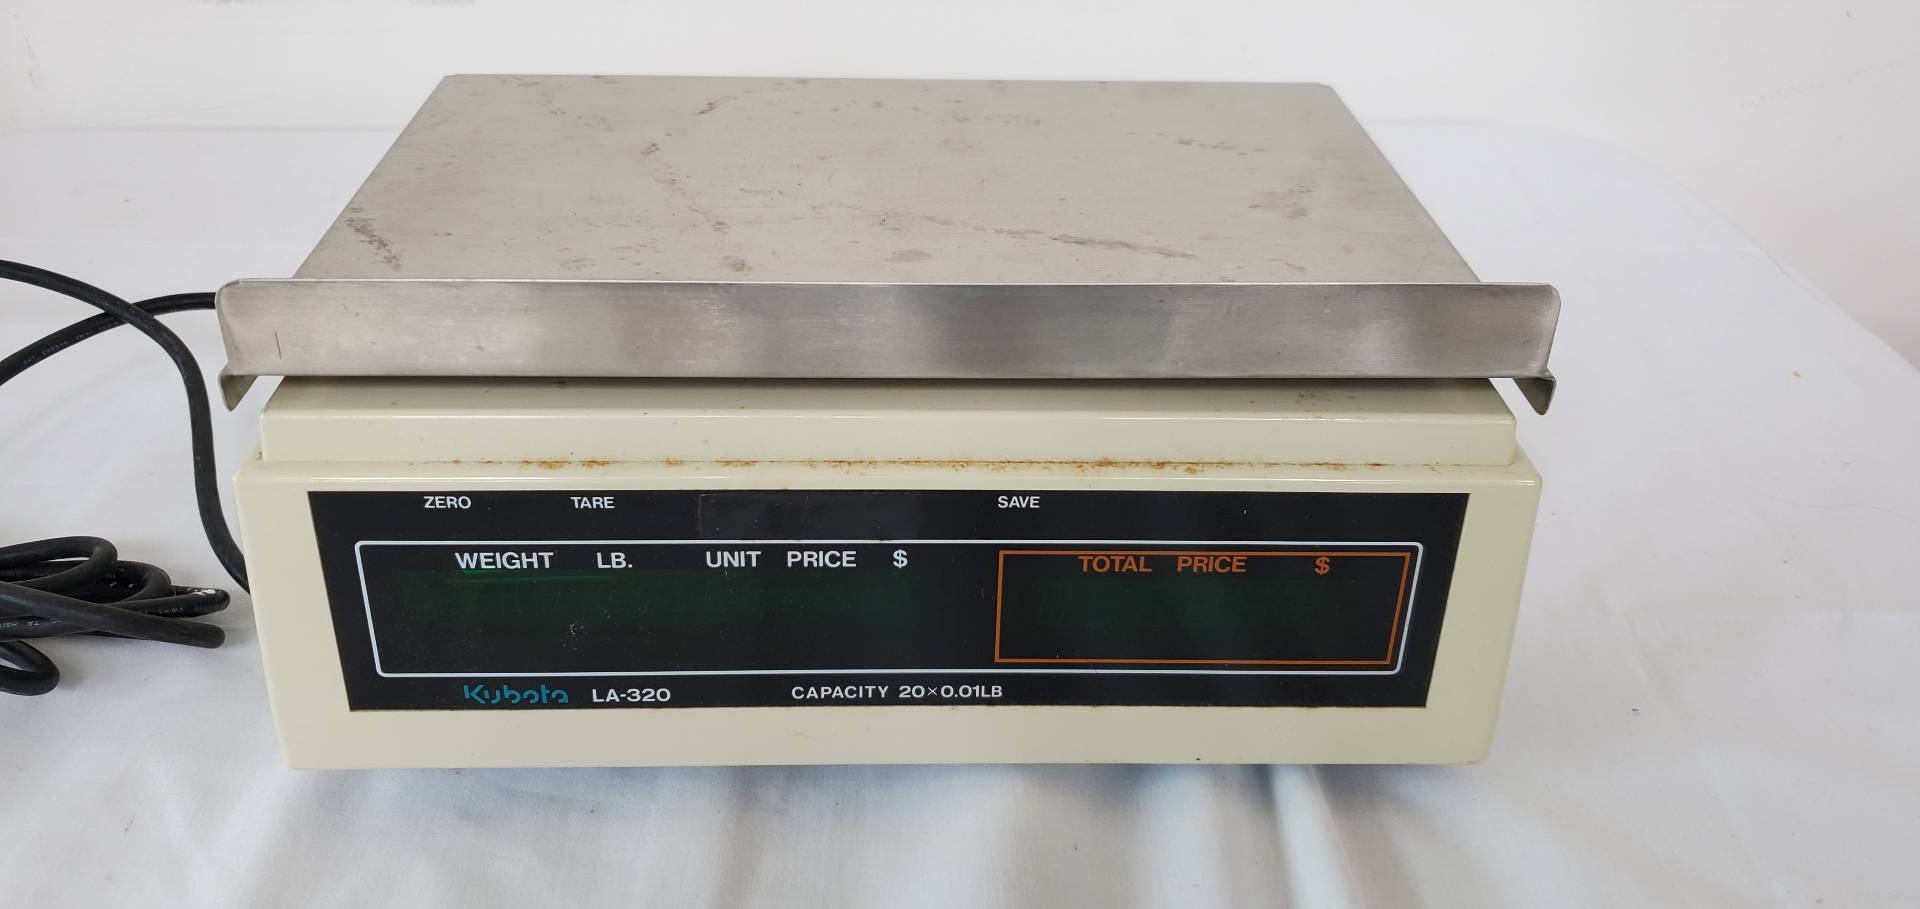 ZERO TARE SAVE
WEIGHT LB. UNIT PRICE $ TOTAL PRICE $
Kubota LA-320 CAPACITY 20×0.01LB